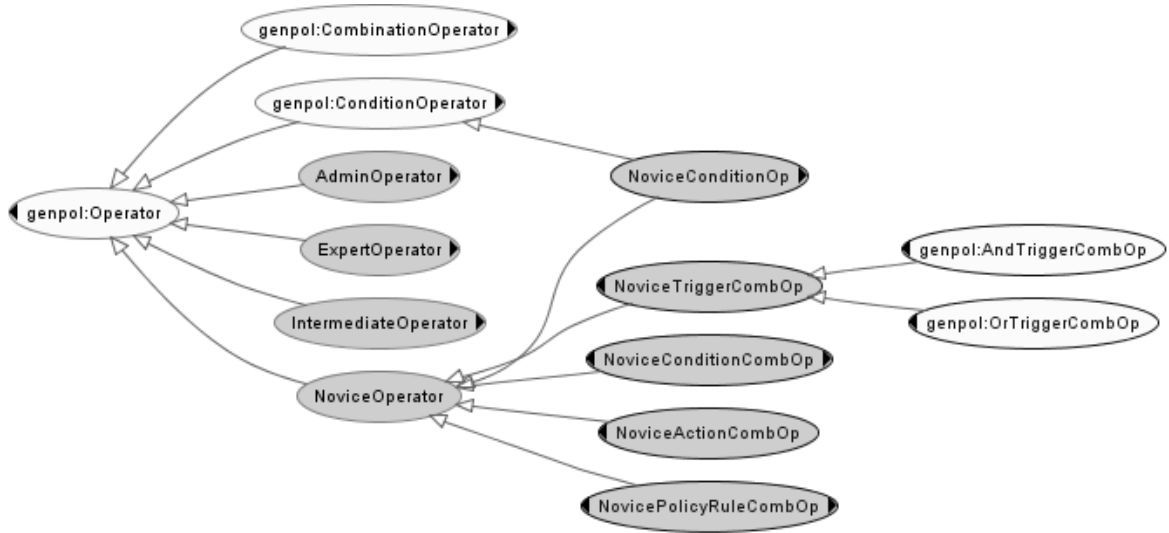 genpol:CombinationOperator
genpol:ConditionOperator
AdminOperator
NoviceConditionOp
genpol:Operator
ExpertOperator
genpol:AndTriggerCombOp
NoviceTriggerCombOp
IntermediateOperator
genpol:OrTriggerCombOp
NoviceConditionCombOp
NoviceOperator
NoviceActionCombOp
NovicePolicyRuleCombOp